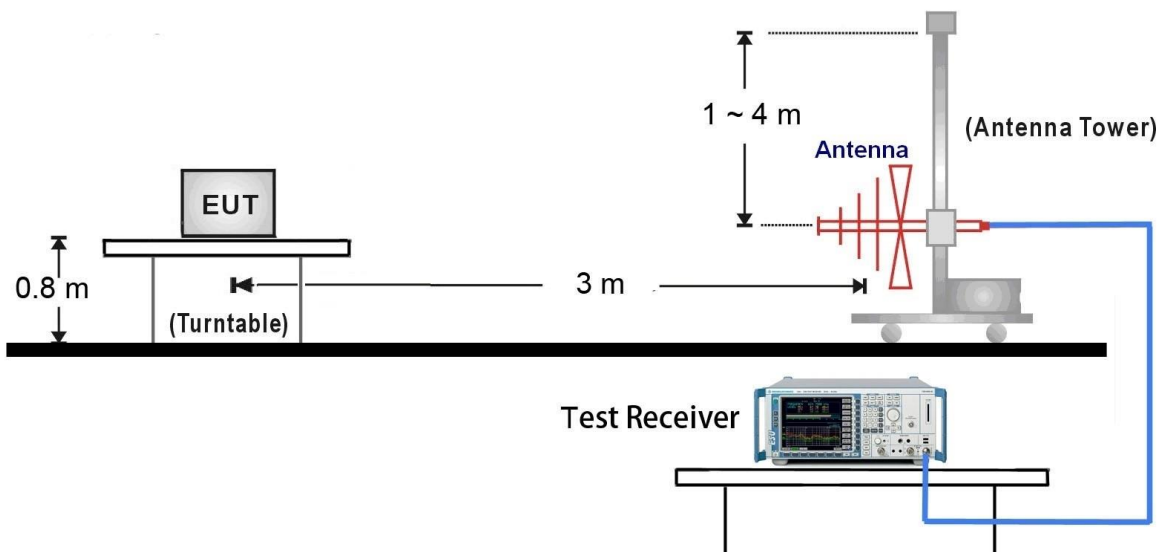 1 ~ 4 m
(Antenna Tower)
Antenna
EUT
0.8 m
3 m
(Turntable)
Test Receiver